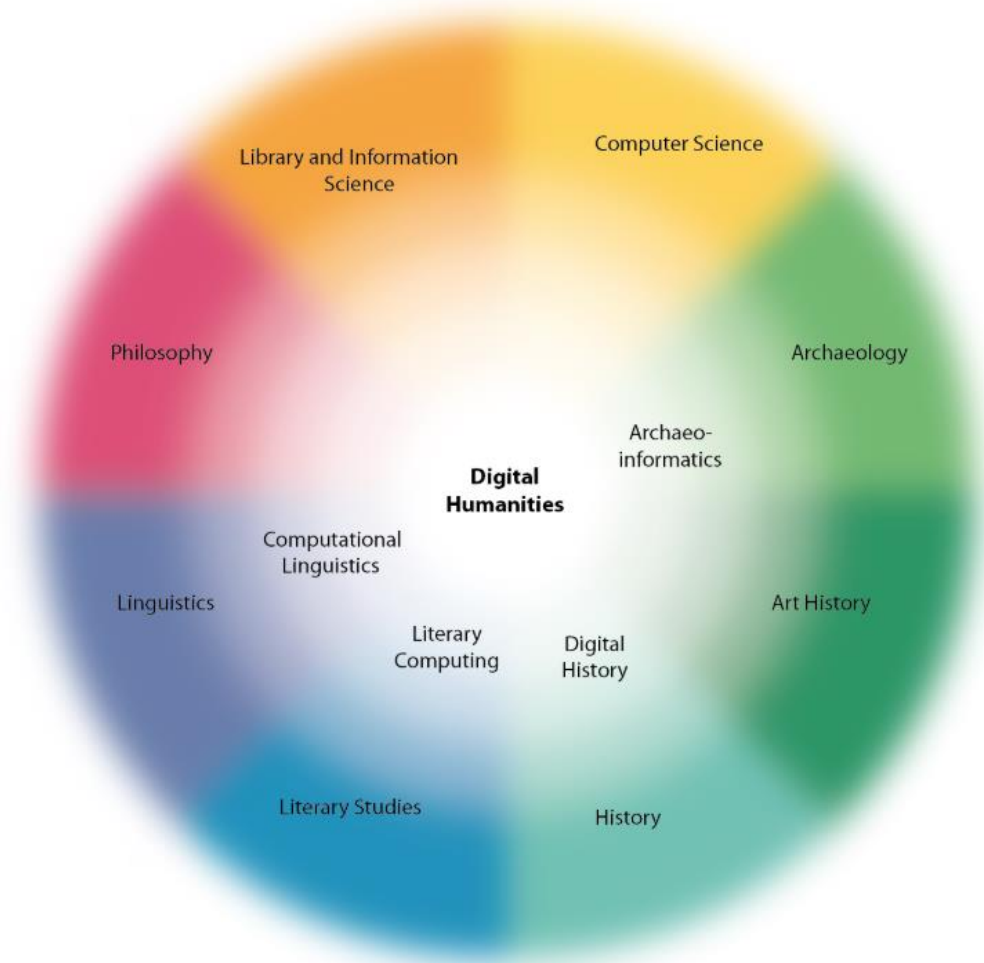 Computer Science
Library and Information
Science
Philosophy
Archaeology
Archaeo-
informatics
Digital
Humanities
Computational
Linguistics
Linguistics
Art History
Literary
Computing
Digital
History
Literary Studies
History